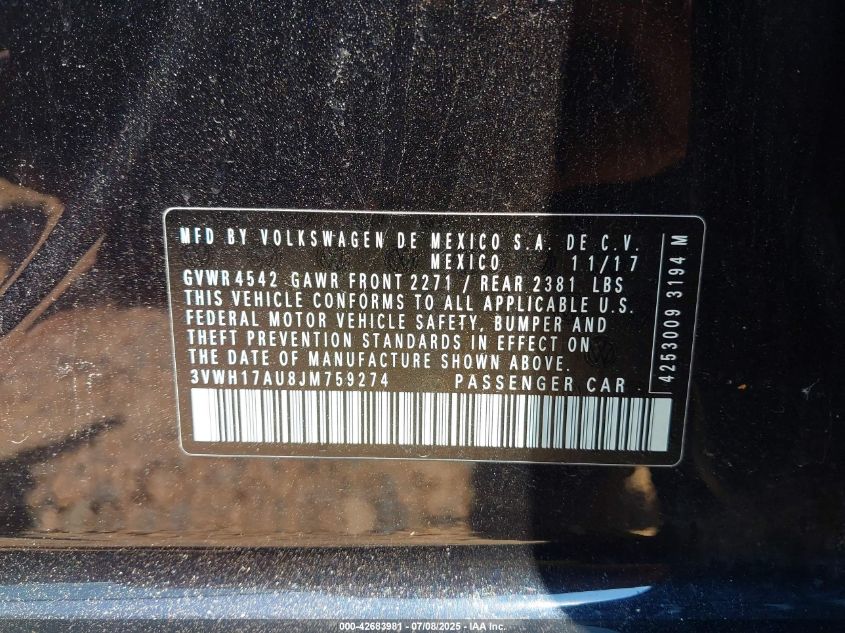 MFD BY VOLKSWAGEN DE MEXICO S.A. DE C.V.
MEXICO 11/17
GVWR 4542 GAWR FRONT 2271 / REAR 2381 LBS
THIS VEHICLE CONFORMS TO ALL APPLICABLE U.S.
FEDERAL MOTOR VEHICLE SAFETY, BUMPER AND
THEFT PREVENTION STANDARDS IN EFFECT ON
THE DATE OF MANUFACTURE SHOWN ABOVE.
3VWH17AU8JM759274 PASSENGER CAR
4253009 3194 M
000-42683981 - 07/08/2025 - IAA Inc.